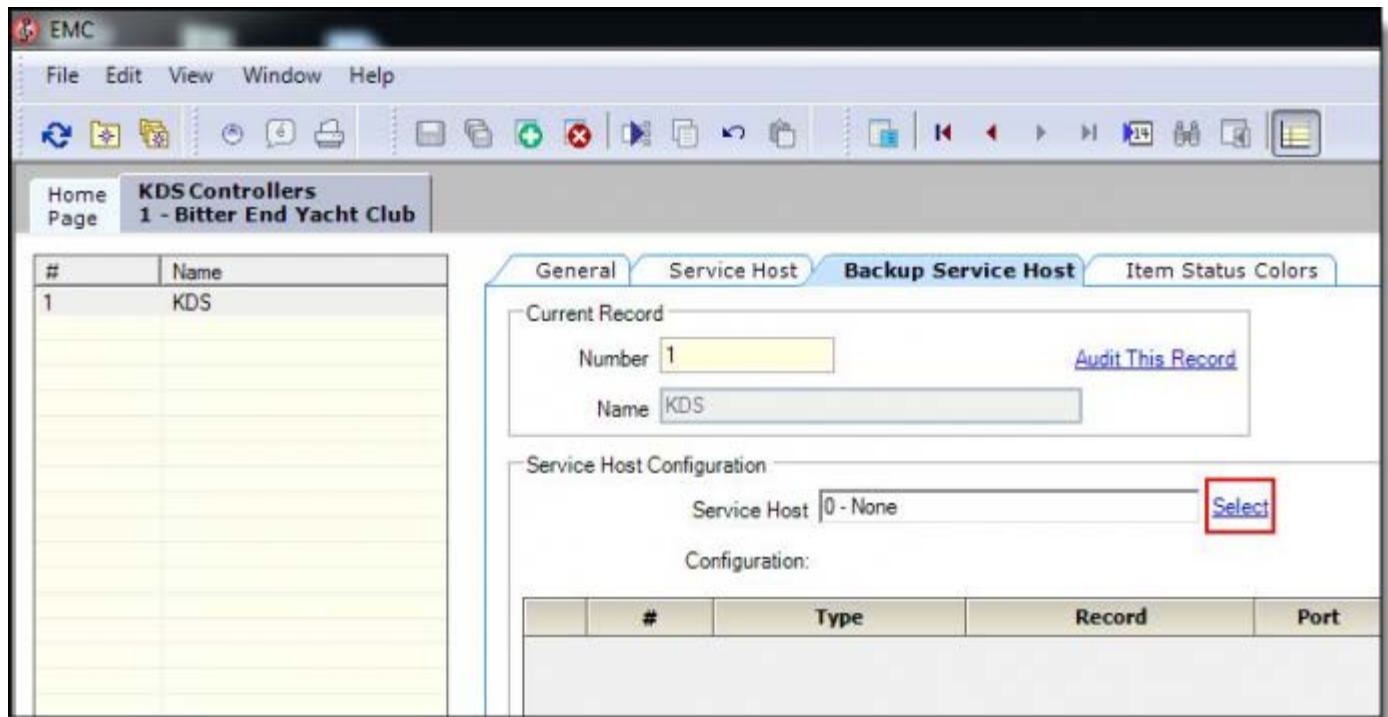 EMC
File Edit View Window Help
14
Home Page
KDS Controllers
1 - Bitter End Yacht Club
# Name
1 KDS
General Service Host Backup Service Host Item Status Colors
Current Record
Number 1 Audit This Record
Name KDS
Service Host Configuration
Service Host 0 - None Select
Configuration:
# Type Record Port